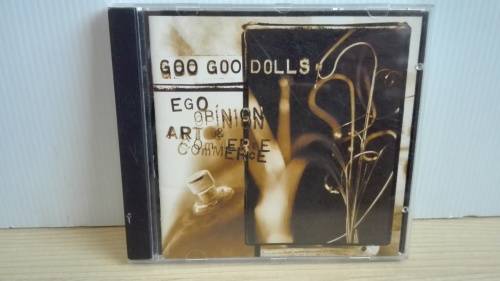 GOO GOO DOLLS
EGO
OPINION
ART &
COMMERCE